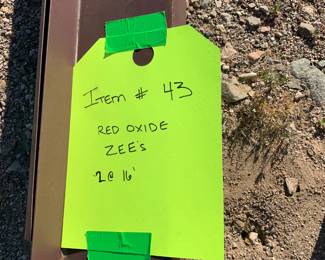 ITEM # 43
RED OXIDE
ZEE'S
2 @ 16'